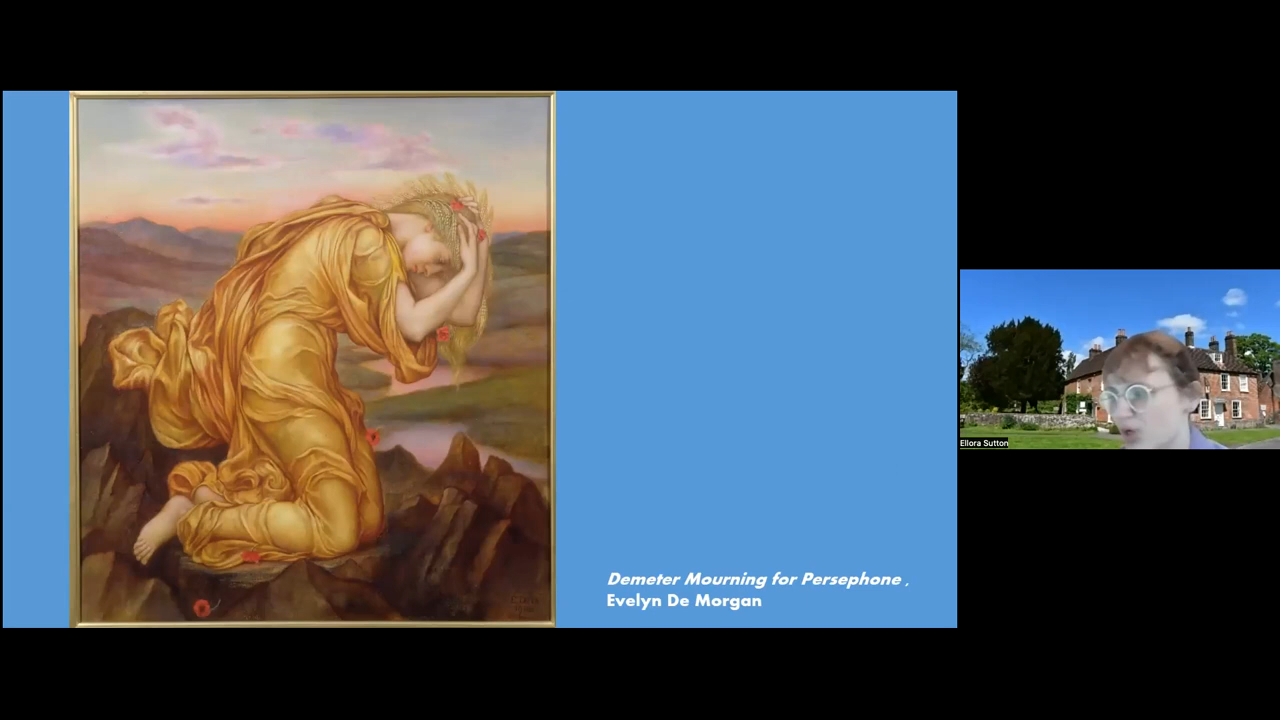 Demeter Mourning for Persephone ,
Evelyn De Morgan
Ellora Sutton